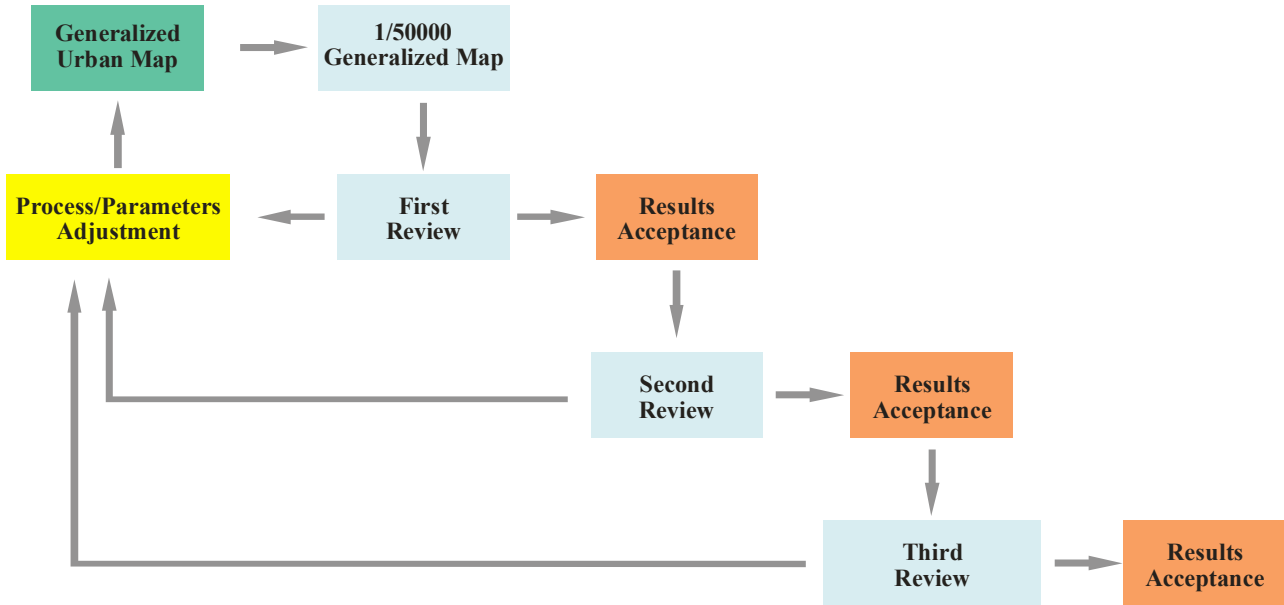 Generalized
Urban Map
1/50000
Generalized Map
Process/Parameters
Adjustment
First
Review
Results
Acceptance
Second
Review
Results
Acceptance
Third
Review
Results
Acceptance